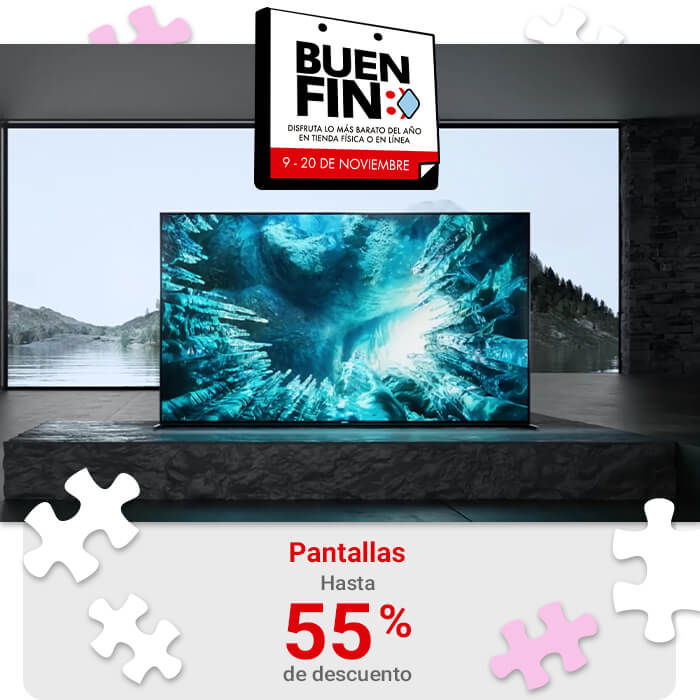 BUEN
FIN
DISFRUTA LO MÁS BARATO DEL AÑO
EN TIENDA FÍSICA O EN LÍNEA
9 - 20 DE NOVIEMBRE
Pantallas
Hasta
55%
de descuento